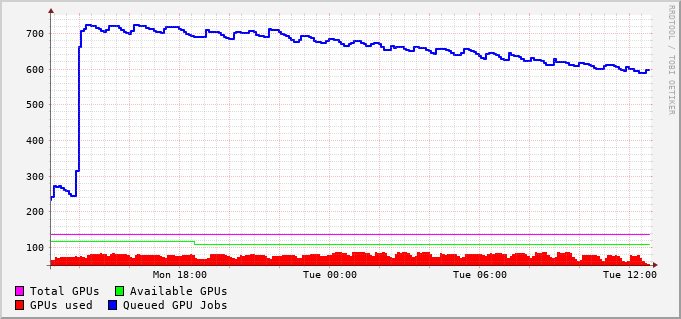 700
600
500
400
300
200
100
Mon 18:00 Tue 00:00 Tue 06:00 Tue 12:00
Total GPUs Available GPUs
GPUs used Queued GPU Jobs
RRDTOOL / TOBI OETIKER